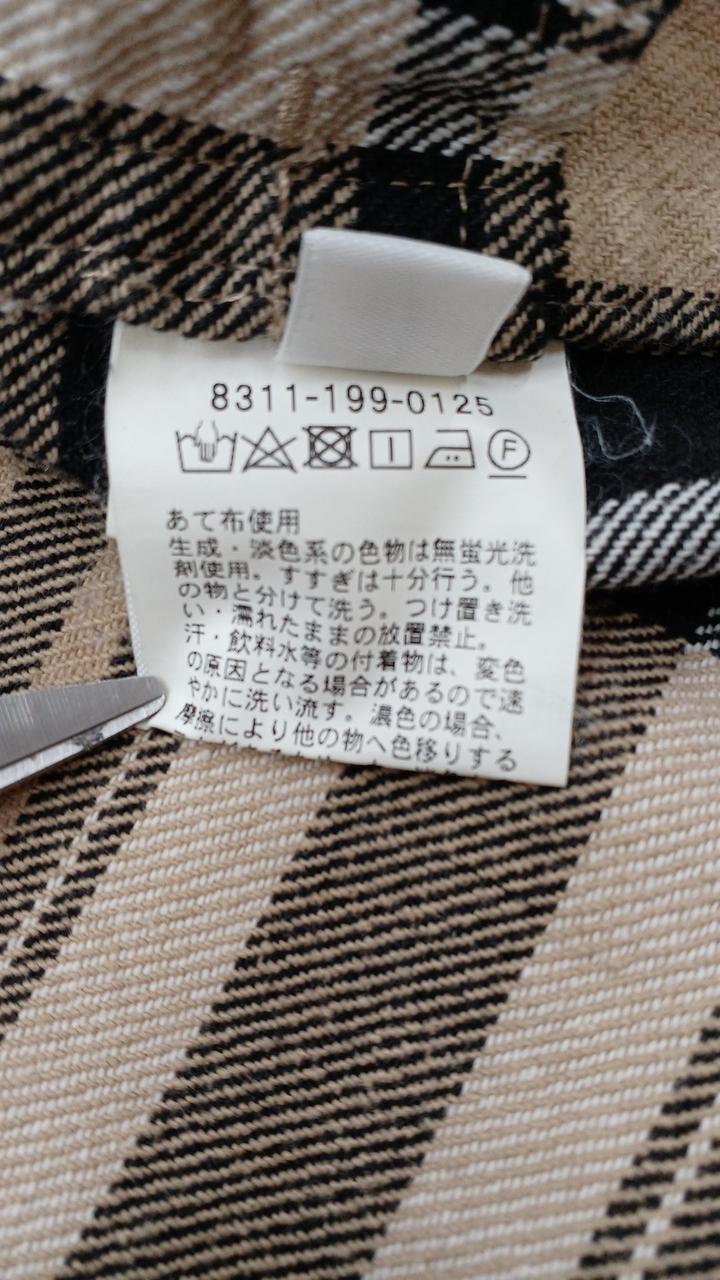 8311-199-0125
F
あて布使用
生成・淡色系の色物は無蛍光洗
剤使用。すすぎは十分行う。他
の物と分けて洗う。つけ置き洗
い・濡れたままの放置禁止。
汗・飲料水等の付着物は、変色
の原因となる場合があるので速
やかに洗い流す。濃色の場合、
摩擦により他の物へ色移りする